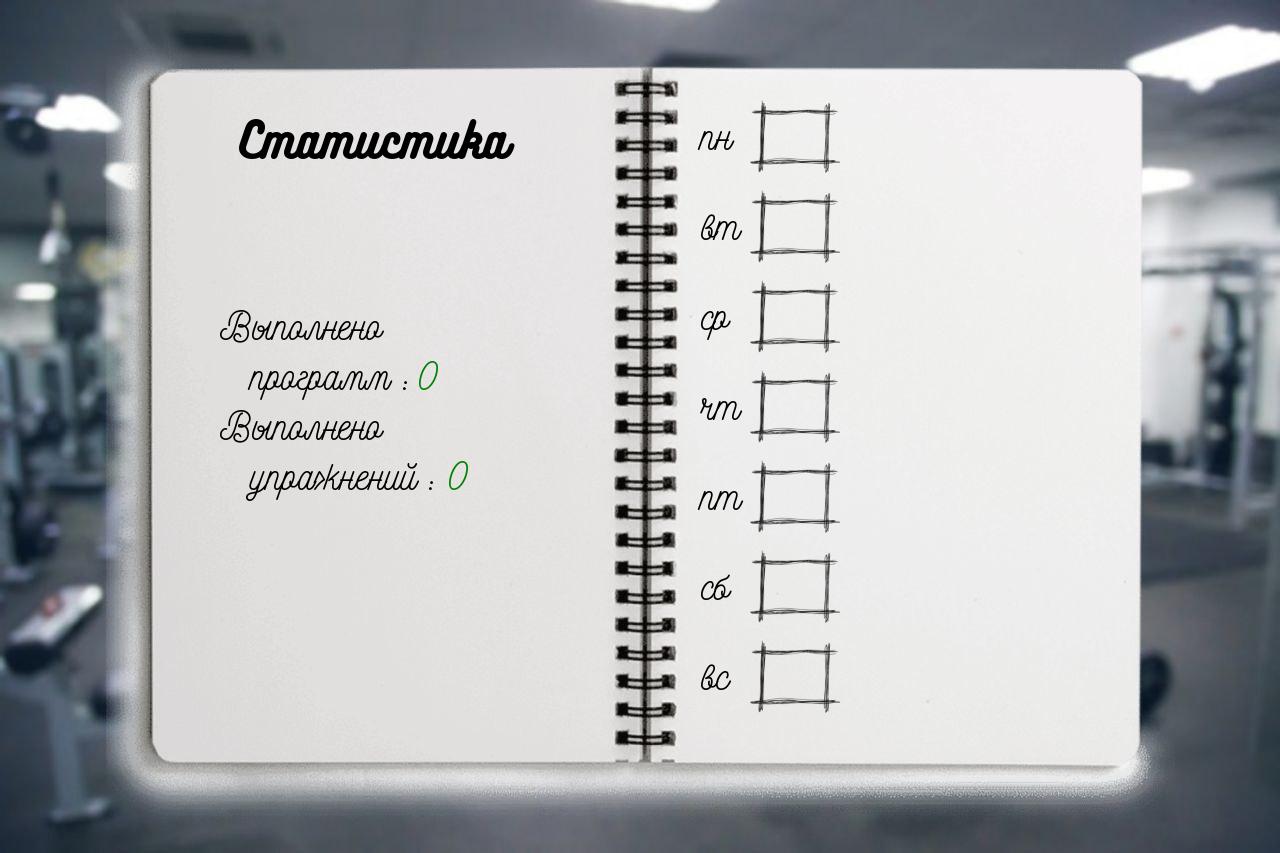 Статистика
Выполнено
программ : 0
Выполнено
упражнений : 0
пн
вт
ср
чт
пт
сб
вс